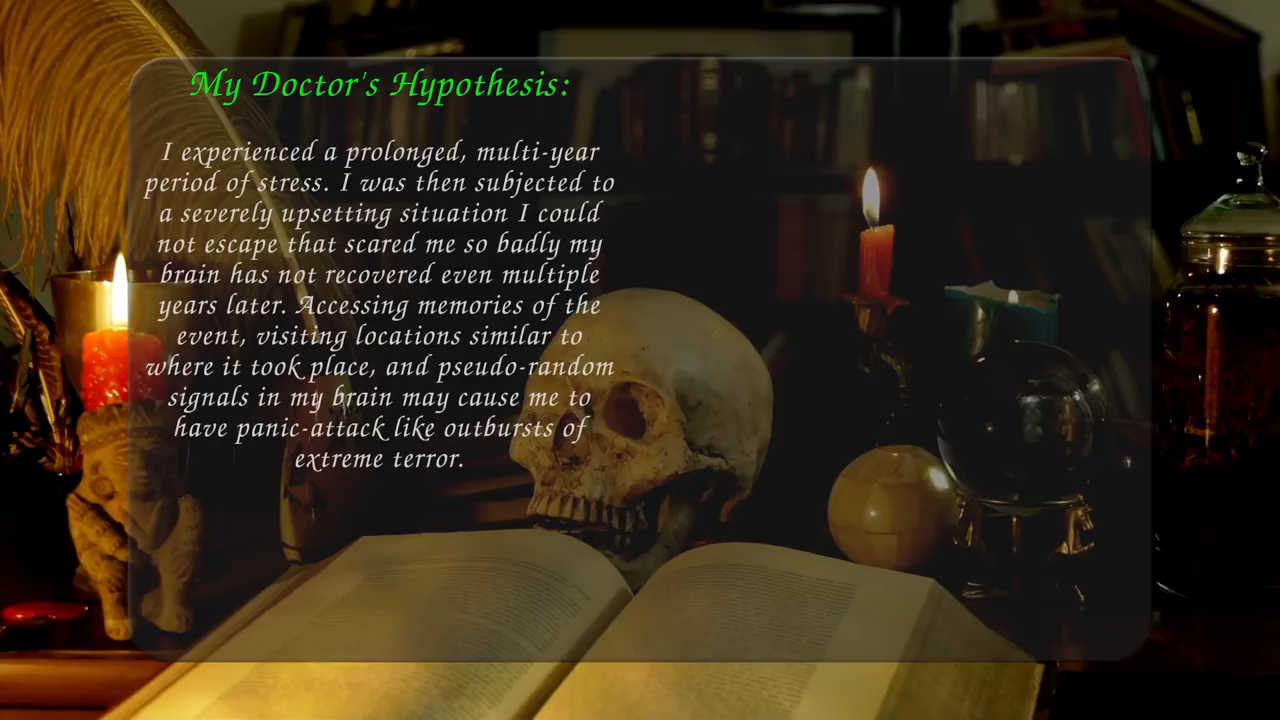 My Doctor's Hypothesis:
I experienced a prolonged, multi-year
period of stress. I was then subjected to
a severely upsetting situation I could
not escape that scared me so badly my
brain has not recovered even multiple
years later. Accessing memories of the
event, visiting locations similar to
where it took place, and pseudo-random
signals in my brain may cause me to
have panic-attack like outbursts of
extreme terror.